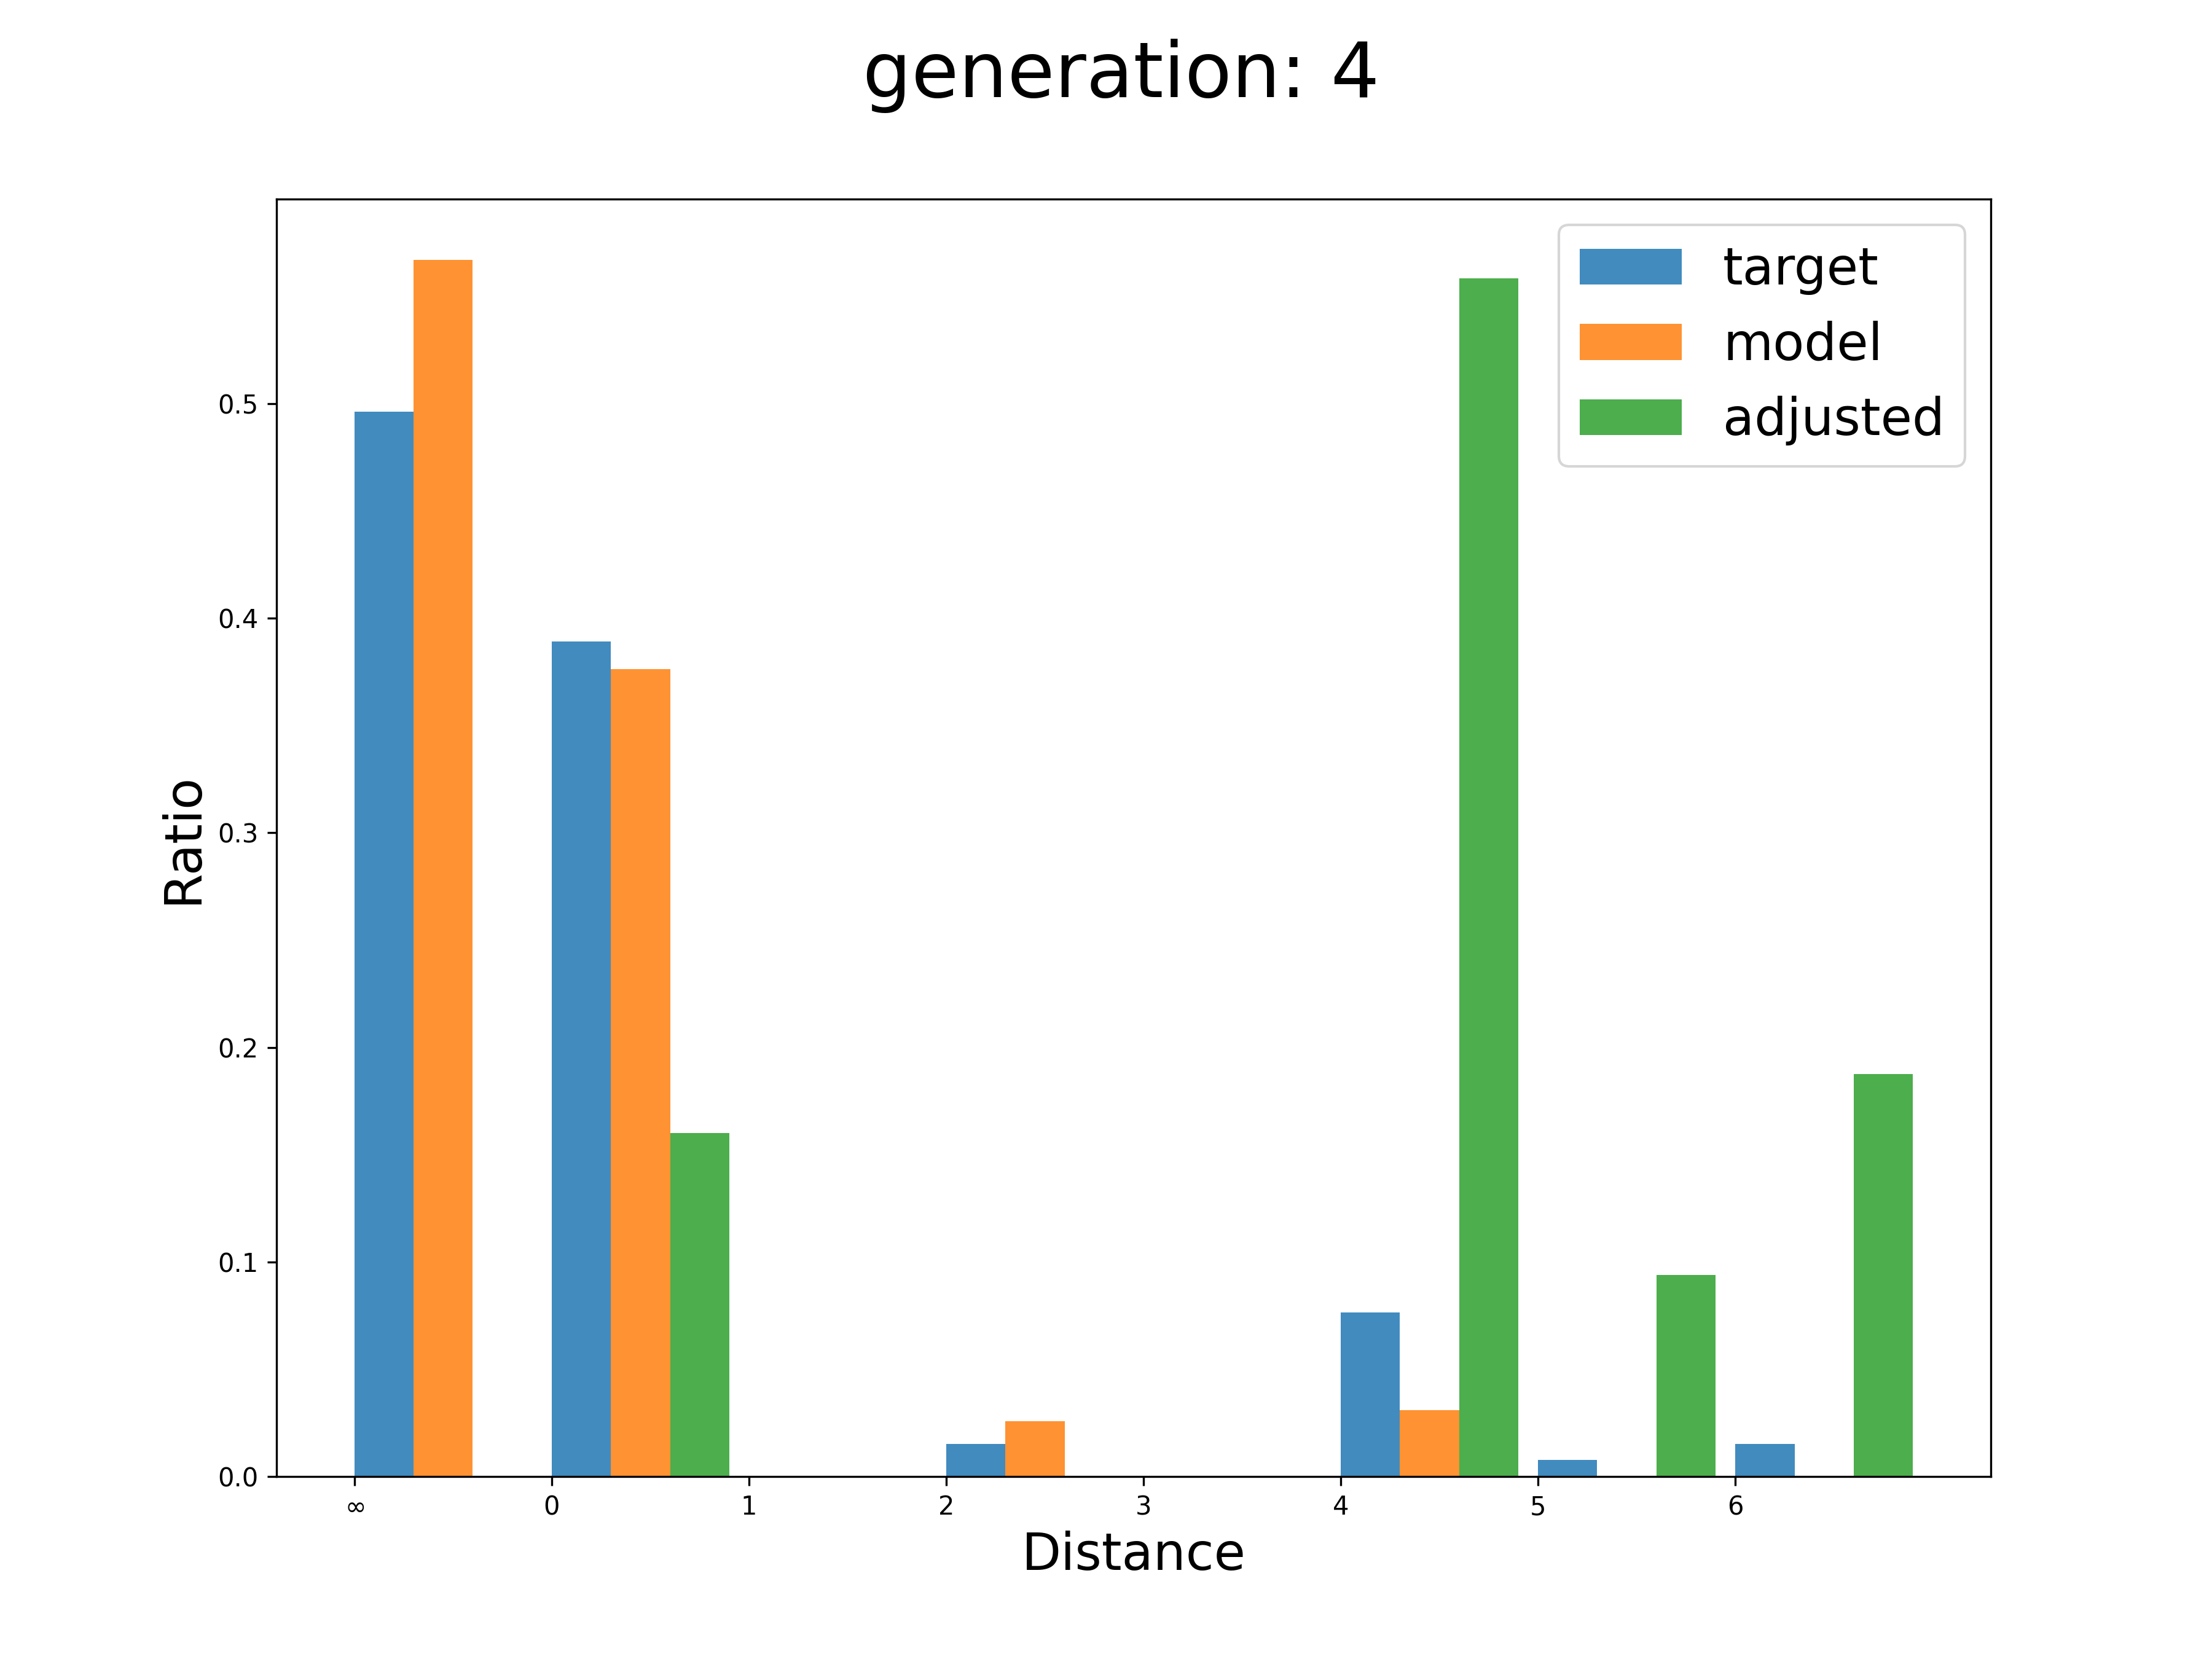 generation: 4
target
model
adjusted
Ratio
0.5
0.4
0.3
0.2
0.1
0.0
∞ 0 1 2 3 4 5 6
Distance